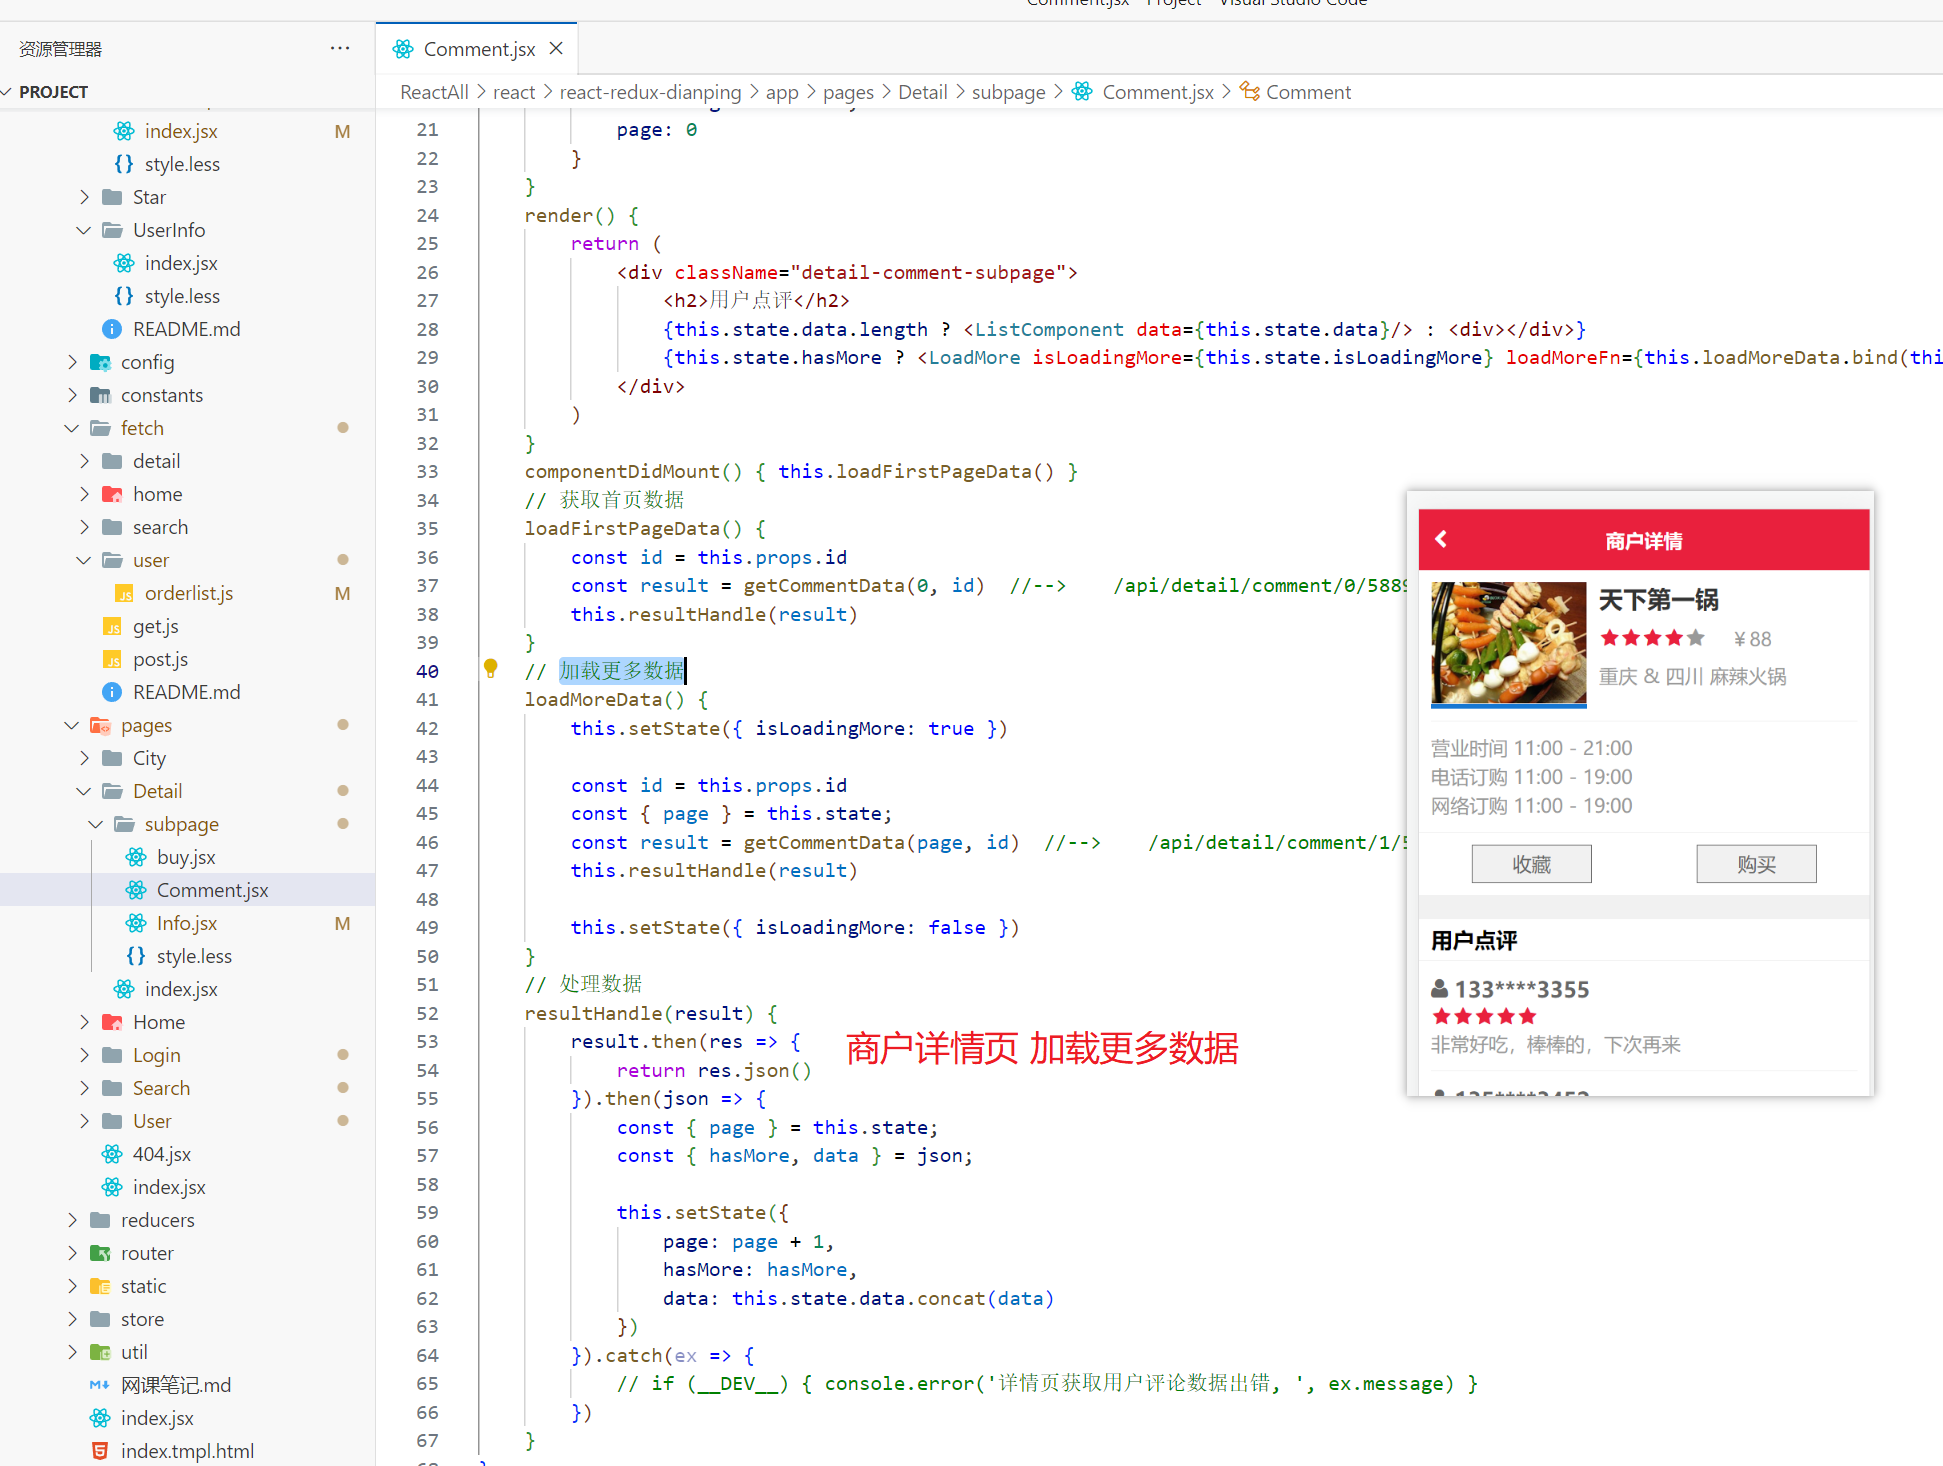 Comment.jsx - Project - Visual Studio Code
资源管理器
PROJECT
index.jsx M
style.less
Star
UserInfo
index.jsx
style.less
README.md
config
constants
fetch
detail
home
search
user
orderlist.js M
get.js
post.js
README.md
pages
City
Detail
subpage
buy.jsx
Comment.jsx
Info.jsx M
style.less
index.jsx
Home
Login
Search
User
404.jsx
index.jsx
reducers
router
static
store
util
网课笔记.md
index.jsx
index.tmpl.html
Comment.jsx
ReactAll > react > react-redux-dianping > app > pages > Detail > subpage > Comment.jsx > Comment
21 page: 0
22 }
23 }
24 render() {
25 return (
26 <div className="detail-comment-subpage">
27 <h2>用户点评</h2>
28 {this.state.data.length ? <ListComponent data={this.state.data}/> : <div></div>}
29 {this.state.hasMore ? <LoadMore isLoadingMore={this.state.isLoadingMore} loadMoreFn={this.loadMoreData.bind(thi
30 </div>
31 )
32 }
33 componentDidMount() { this.loadFirstPageData() }
34 // 获取首页数据
35 loadFirstPageData() {
36 const id = this.props.id
37 const result = getCommentData(0, id) //--> /api/detail/comment/0/5889
38 this.resultHandle(result)
39 }
40 // 加载更多数据
41 loadMoreData() {
42 this.setState({ isLoadingMore: true })
43
44 const id = this.props.id
45 const { page } = this.state;
46 const result = getCommentData(page, id) //--> /api/detail/comment/1/5
47 this.resultHandle(result)
48
49 this.setState({ isLoadingMore: false })
50 }
51 // 处理数据
52 resultHandle(result) {
53 result.then(res => {
54 return res.json()
55 }).then(json => {
56 const { page } = this.state;
57 const { hasMore, data } = json;
58
59 this.setState({
60 page: page + 1,
61 hasMore: hasMore,
62 data: this.state.data.concat(data)
63 })
64 }).catch(ex => {
65 // if (__DEV__) { console.error('详情页获取用户评论数据出错, ', ex.message) }
66 })
67 }
商户详情页 加载更多数据
商户详情
天下第一锅
¥88
重庆 & 四川 麻辣火锅
营业时间 11:00 - 21:00
电话订购 11:00 - 19:00
网络订购 11:00 - 19:00
收藏 购买
用户点评
133****3355
非常好吃，棒棒的，下次再来